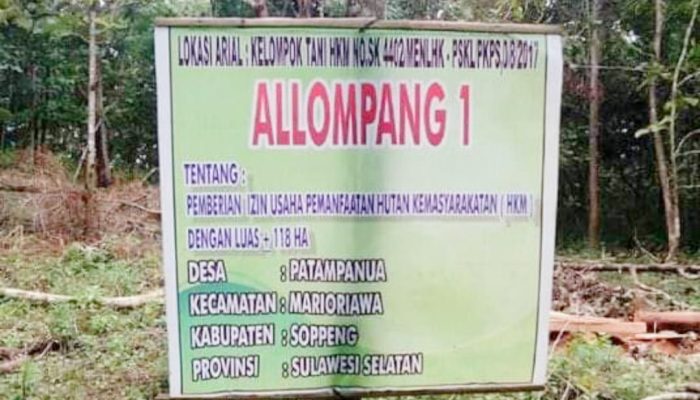 LOKASI ARIAL : KELOMPOK TANI HKM NO.SK 4402 MENLHK - PSKL PKPS,0/8/2017
ALLOMPANG 1
TENTANG :
PEMBERIAN IZIN USAHA PEMANFAATAN HUTAN KEMASYARAKATAN ( HKM )
DENGAN LUAS + 118 HA
DESA : PATAMPANUA
KECAMATAN : MARIORIAWA
KABUPATEN : SOPPENG
PROVINSI : SULAWESI SELATAN